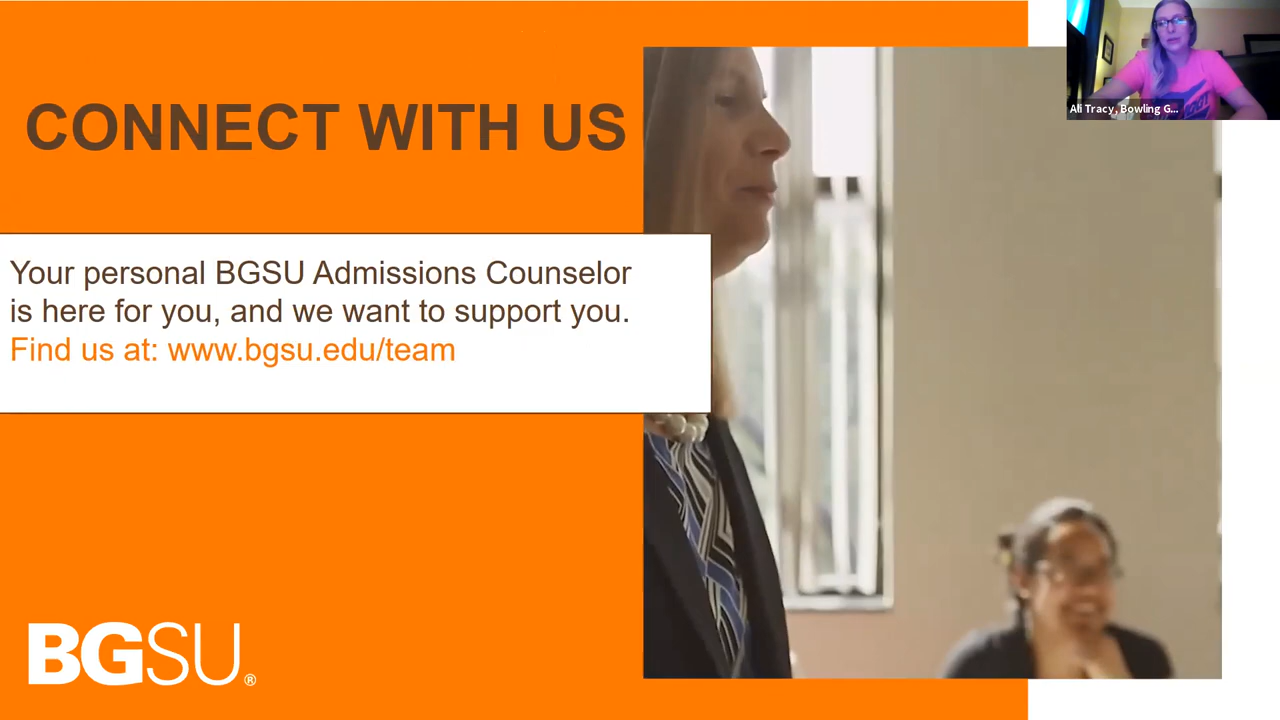 CONNECT WITH US
Your personal BGSU Admissions Counselor
is here for you, and we want to support you.
Find us at: www.bgsu.edu/team
BGSU®
Ali Tracy, Bowling G...